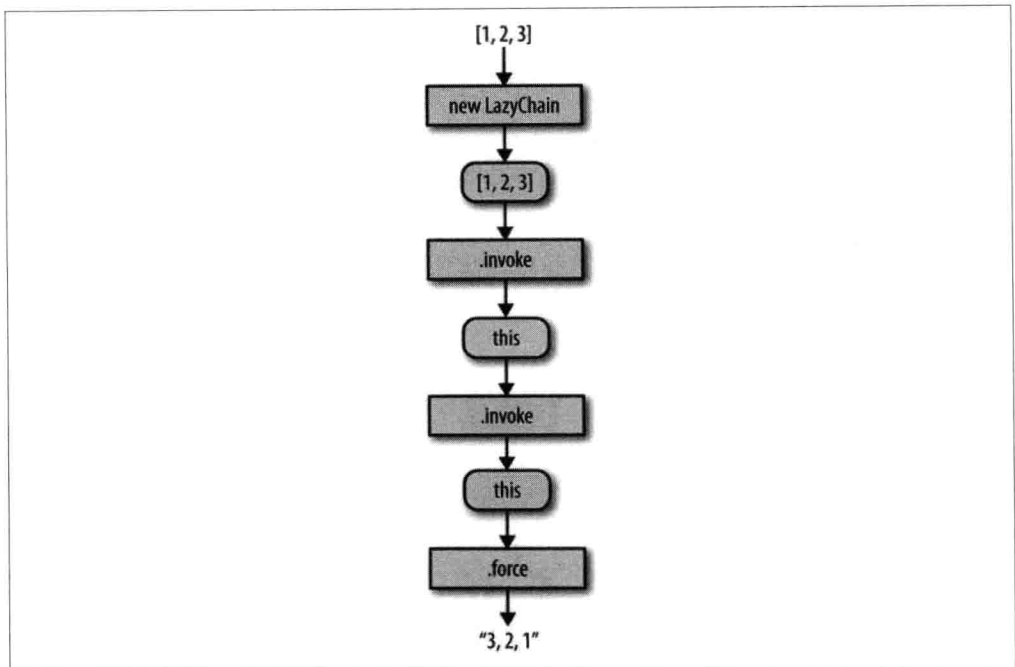 [1, 2, 3]
new LazyChain
[1, 2, 3]
.invoke
this
.invoke
this
.force
“3, 2, 1”